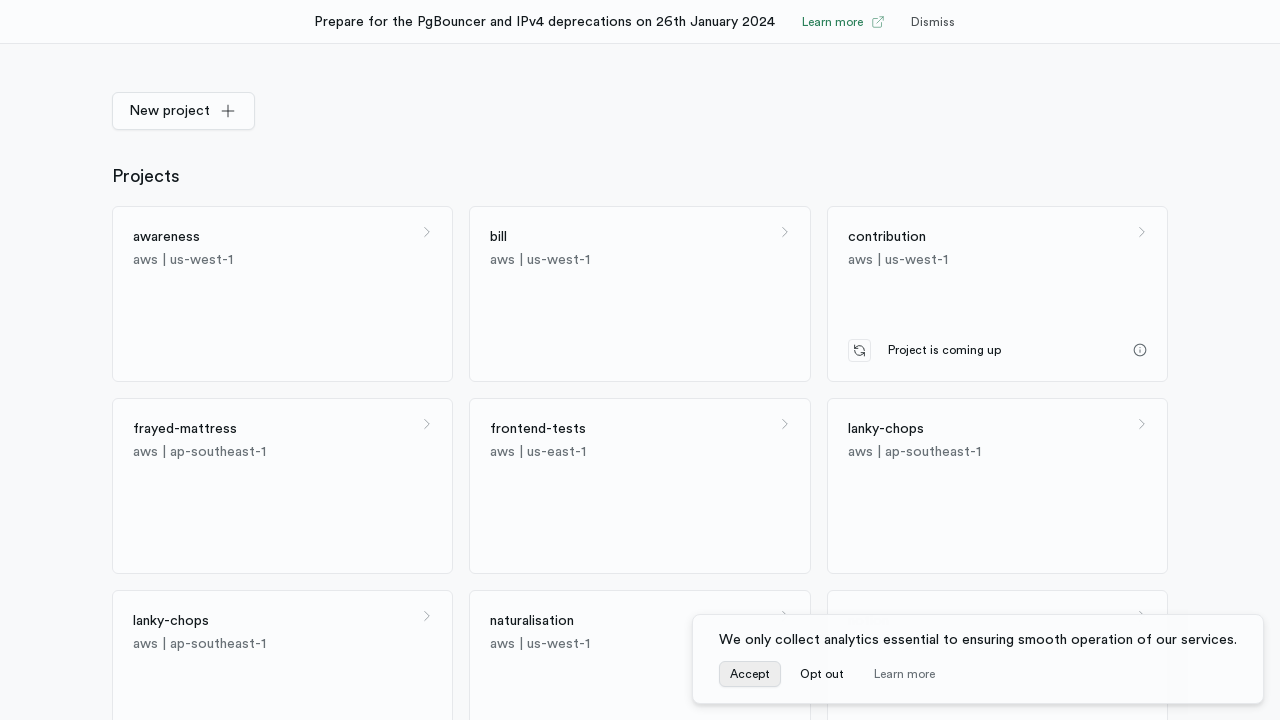 Prepare for the PgBouncer and IPv4 deprecations on 26th January 2024 Learn more Dismiss
New project
Projects
awareness
aws | us-west-1
bill
aws | us-west-1
contribution
aws | us-west-1
Project is coming up
frayed-mattress
aws | ap-southeast-1
frontend-tests
aws | us-east-1
lanky-chops
aws | ap-southeast-1
lanky-chops
aws | ap-southeast-1
naturalisation
aws | us-west-1
We only collect analytics essential to ensuring smooth operation of our services.
Accept Opt out Learn more